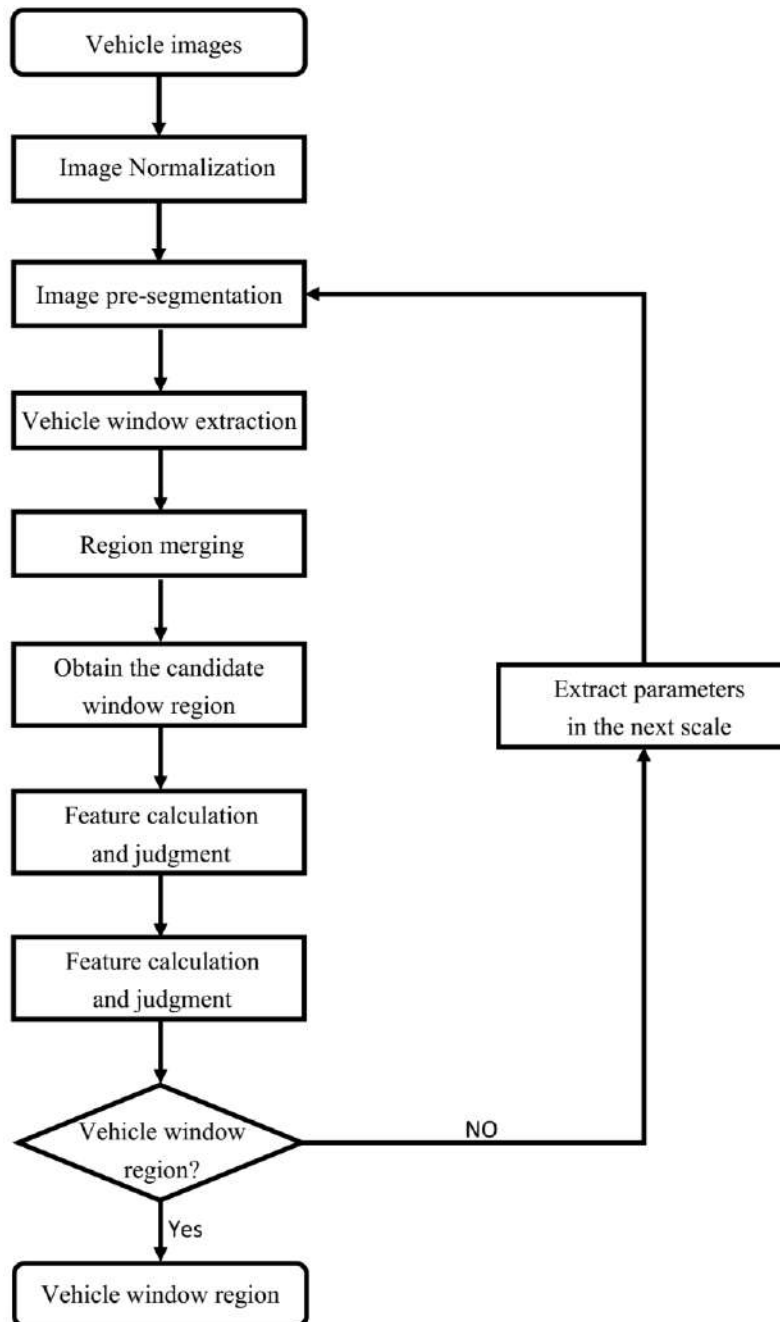 Vehicle images
Image Normalization
Image pre-segmentation
Vehicle window extraction
Region merging
Obtain the candidate
window region
Extract parameters
in the next scale
Feature calculation
and judgment
Feature calculation
and judgment
Vehicle window
region?
NO
Yes
Vehicle window region